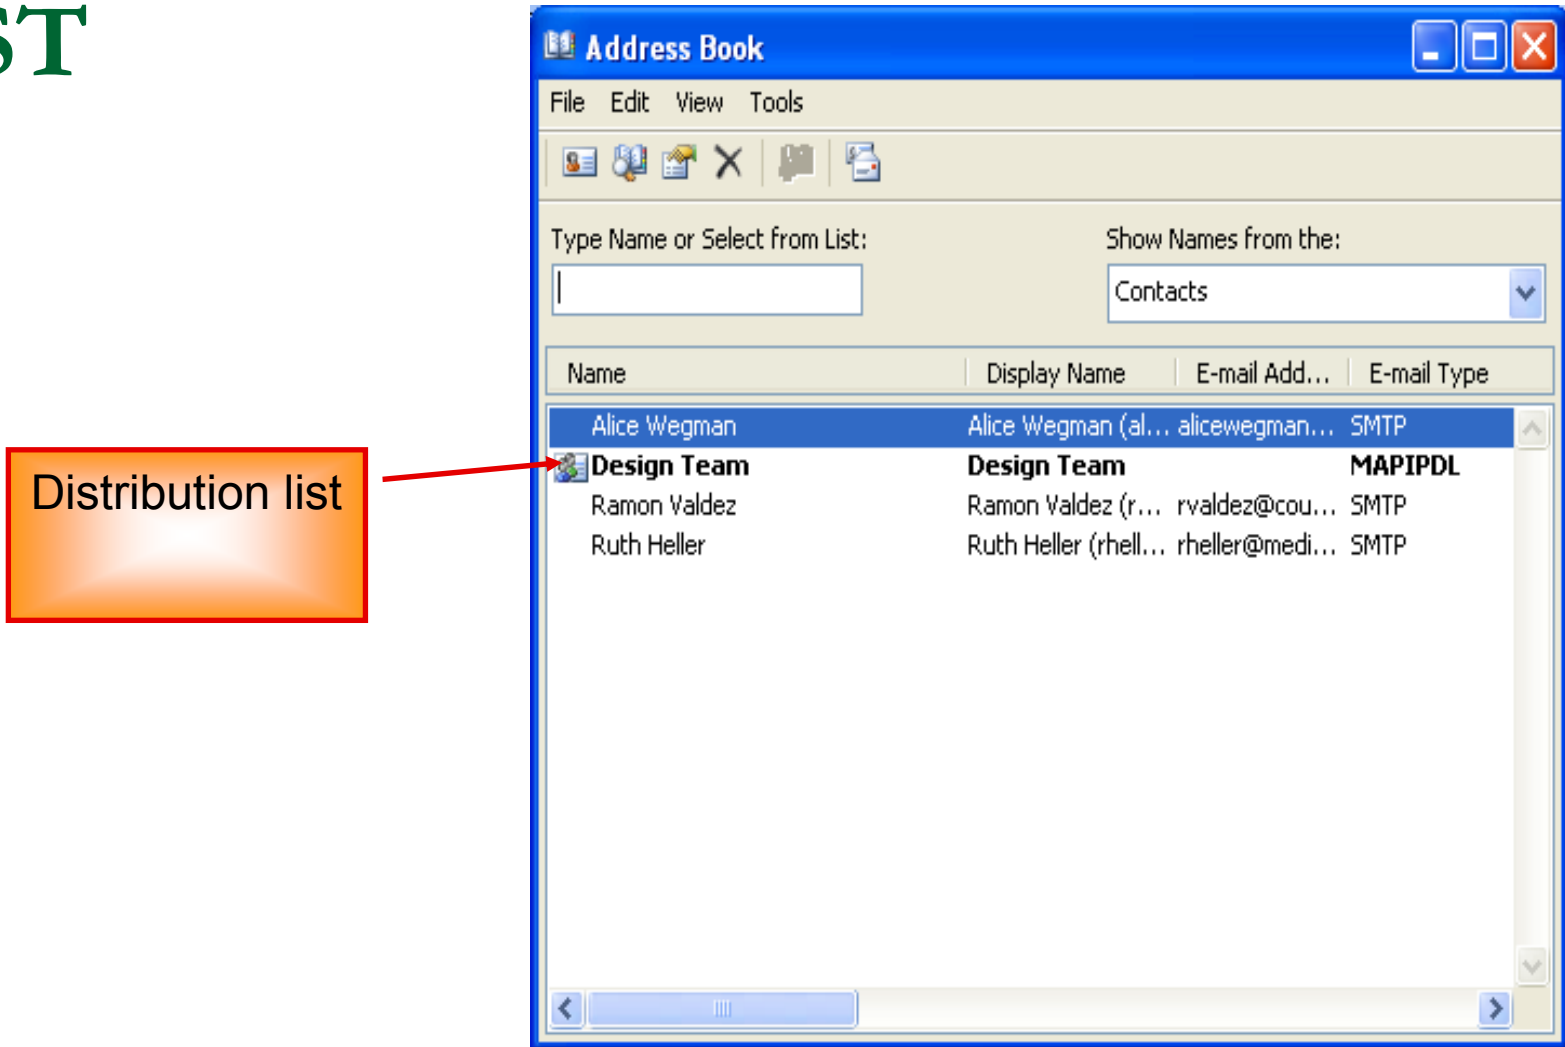 ST
Address Book
File Edit View Tools
Type Name or Select from List: Show Names from the:
Contacts
Name Display Name E-mail Add... E-mail Type
Alice Wegman Alice Wegman (al... alicewegman... SMTP
Design Team Design Team MAPIPDL
Ramon Valdez Ramon Valdez (r... rvaldez@cou... SMTP
Ruth Heller Ruth Heller (rhell... rheller@medi... SMTP
Distribution list